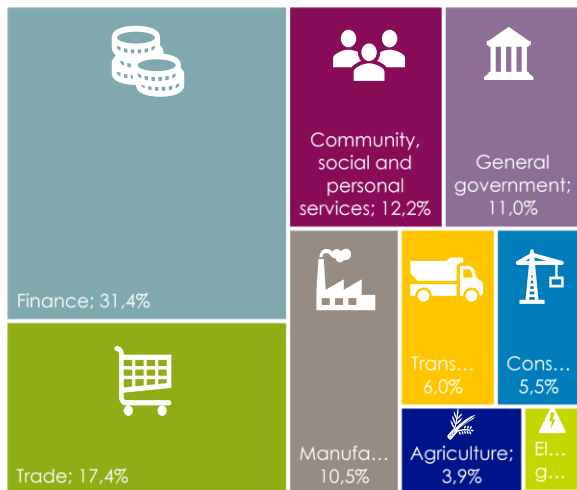 Finance; 31,4%
Trade; 17,4%
Community,
social and
personal
services; 12,2%
General
government;
11,0%
Manufa...
10,5%
Trans...
6,0%
Cons...
5,5%
Agriculture;
3,9%
El...
g...